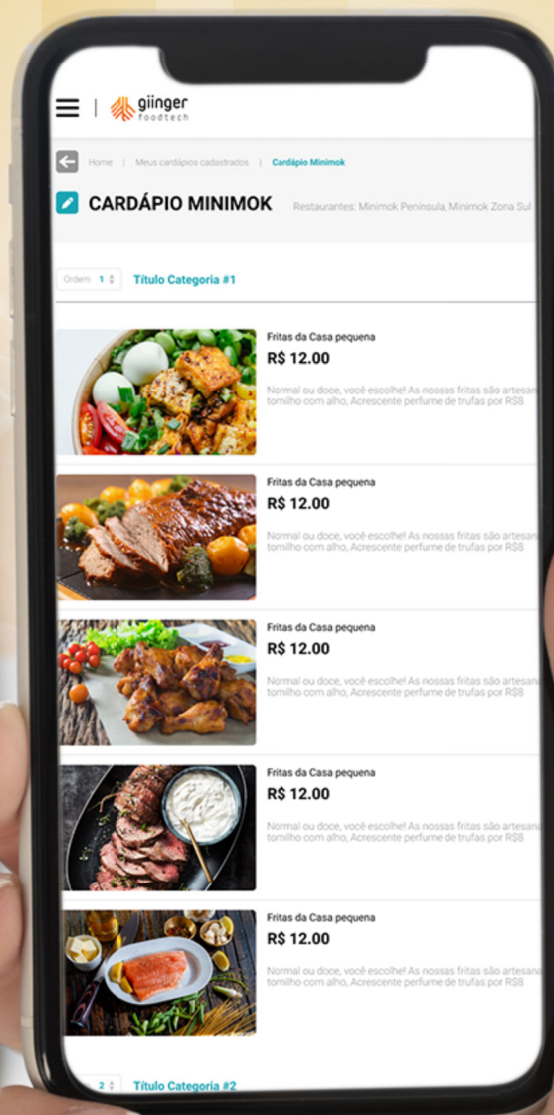 giinger
foodtech
Home | Meus cardápios cadastrados | Cardápio Minimok
CARDÁPIO MINIMOK Restaurantes: Minimok Península, Minimok Zona Sul
Ordem 1 Título Categoria #1
Fritas da Casa pequena
R$ 12.00
Normal ou doce, você escolhe! As nossas fritas são
tomilho com alho, Acrescente perfume de trufas por R$8
Fritas da Casa pequena
R$ 12.00
Normal ou doce, você escolhe! As nossas fritas são
tomilho com alho, Acrescente perfume de trufas por R$8
Fritas da Casa pequena
R$ 12.00
Normal ou doce, você escolhe! As nossas fritas são
tomilho com alho, Acrescente perfume de trufas por R$8
Fritas da Casa pequena
R$ 12.00
Normal ou doce, você escolhe! As nossas fritas são
tomilho com alho, Acrescente perfume de trufas por R$8
Fritas da Casa pequena
R$ 12.00
Normal ou doce, você escolhe! As nossas fritas são
tomilho com alho, Acrescente perfume de trufas por R$8
2 Título Categoria #2